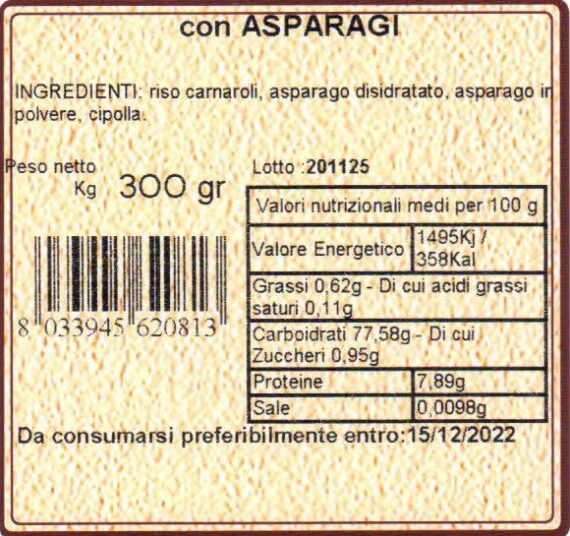 con ASPARAGI
INGREDIENTI: riso carnaroli, asparago disidratato, asparago in
polvere, cipolla.
Peso netto
Kg 300 gr
Lotto :201125
Valori nutrizionali medi per 100 g
Valore Energetico 1495Kj /
358Kal
Grassi 0,62g - Di cui acidi grassi
saturi 0,11g
Carboidrati 77,58g - Di cui
Zuccheri 0,95g
Proteine 7,89g
Sale 0,0098g
8 033945 620813
Da consumarsi preferibilmente entro:15/12/2022